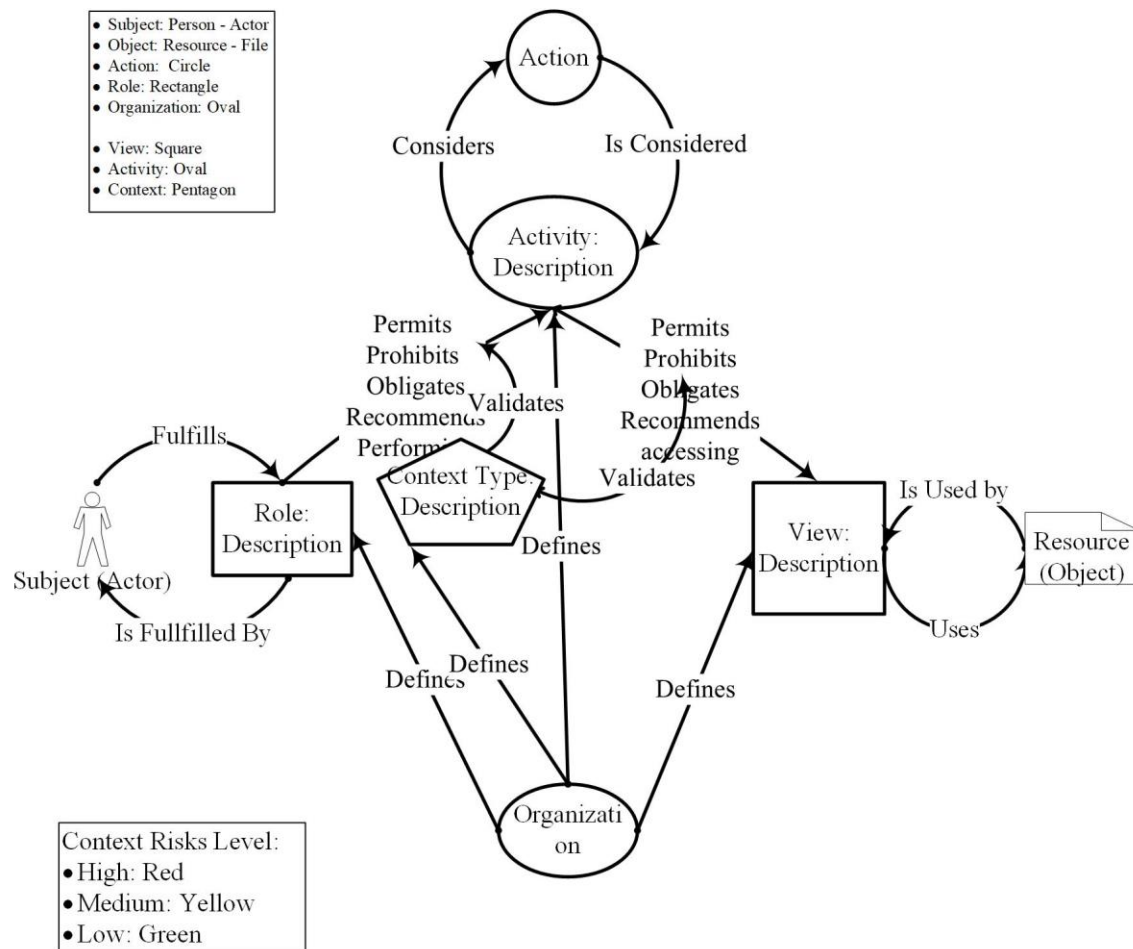 ● Subject: Person - Actor
● Object: Resource - File
● Action: Circle
● Role: Rectangle
● Organization: Oval
● View: Square
● Activity: Oval
● Context: Pentagon
Action
Considers
Is Considered
Activity:
Description
Permits
Prohibits
Obligates
Recommends
Validates
Permits
Prohibits
Obligates
Recommends
accessing
Validates
Fulfills
Context Type:
Description
Role:
Description
Subject (Actor)
Is Fullfilled By
View:
Description
Is Used by
Resource
(Object)
Uses
Defines
Defines
Defines
Defines
Organizati
on
Context Risks Level:
● High: Red
● Medium: Yellow
● Low: Green